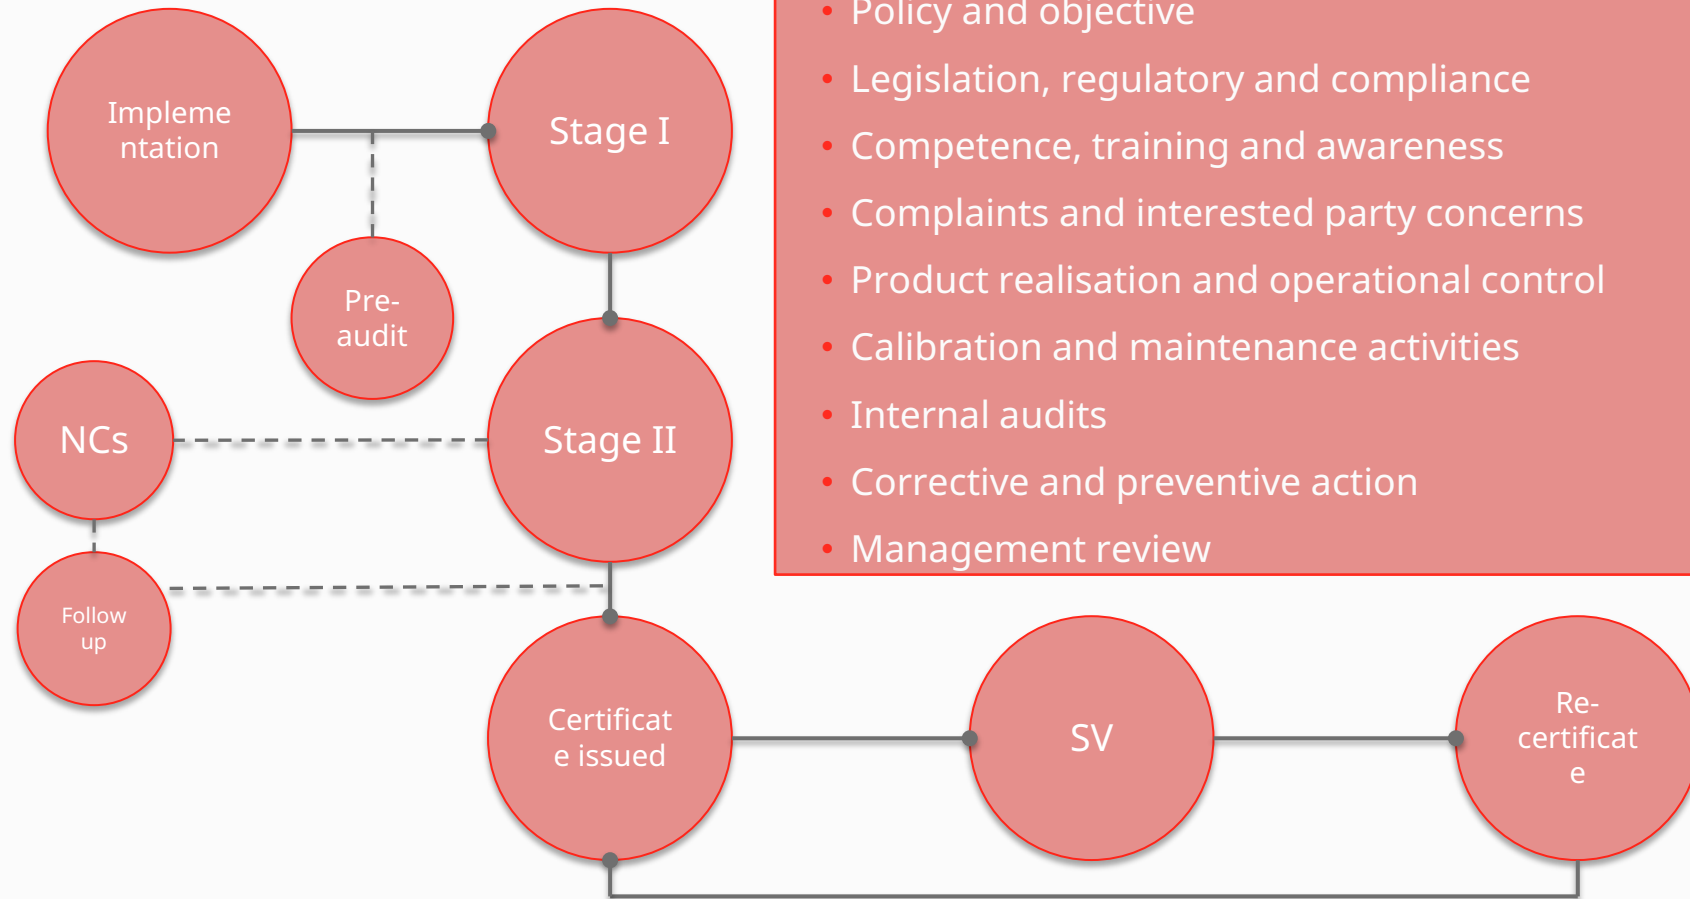 Impleme
ntation
Stage I
Pre-
audit
NCs
Stage II
Follow
up
Certificat
e issued
SV
Re-
certificat
e
• Policy and objective
• Legislation, regulatory and compliance
• Competence, training and awareness
• Complaints and interested party concerns
• Product realisation and operational control
• Calibration and maintenance activities
• Internal audits
• Corrective and preventive action
• Management review